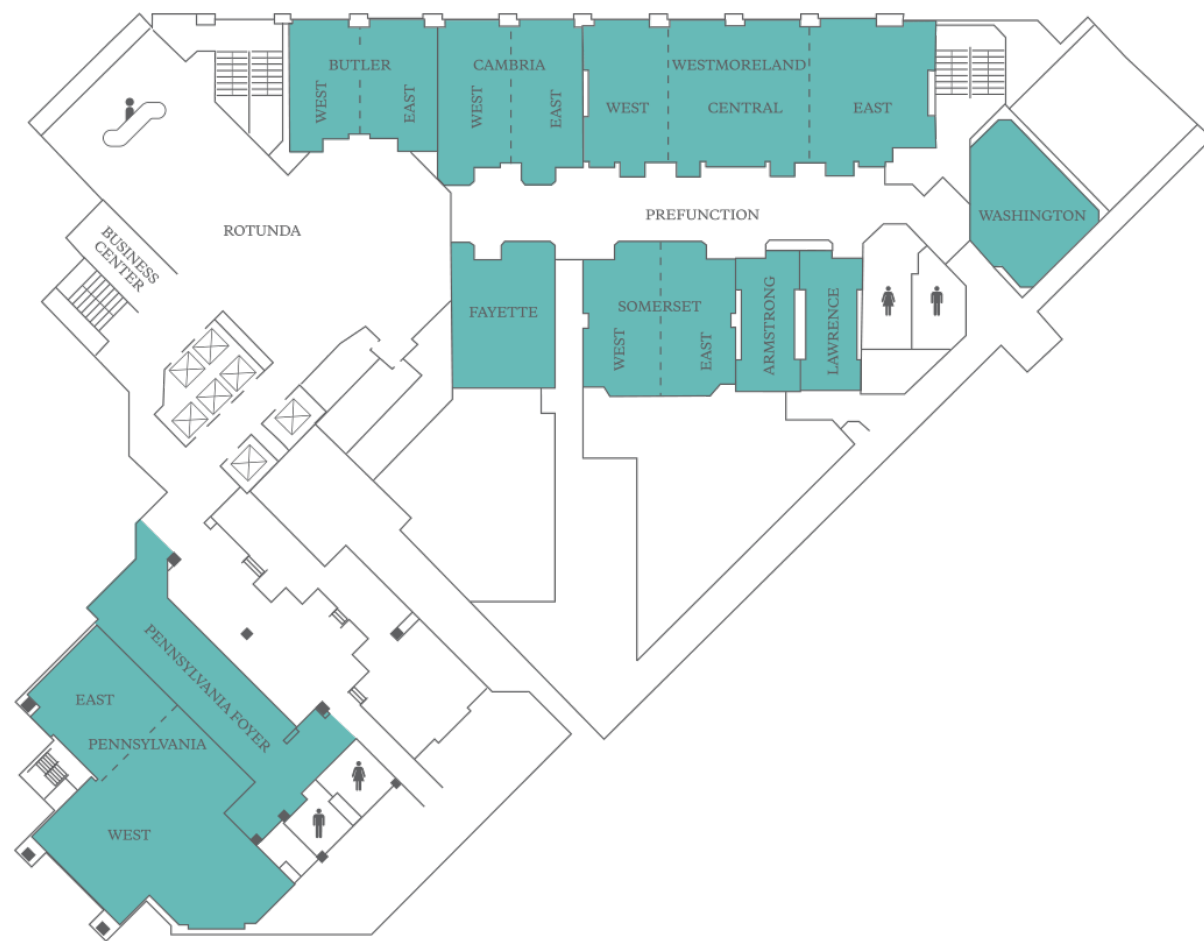 BUTLER
WEST
EAST
CAMBRIA
WEST
EAST
WESTMORELAND
WEST
CENTRAL
EAST
WASHINGTON
PREFUNCTION
ROTUNDA
BUSINESS
CENTER
FAYETTE
SOMERSET
WEST
EAST
ARMSTRONG
LAWRENCE
PENNSYLVANIA FOYER
EAST
PENNSYLVANIA
WEST